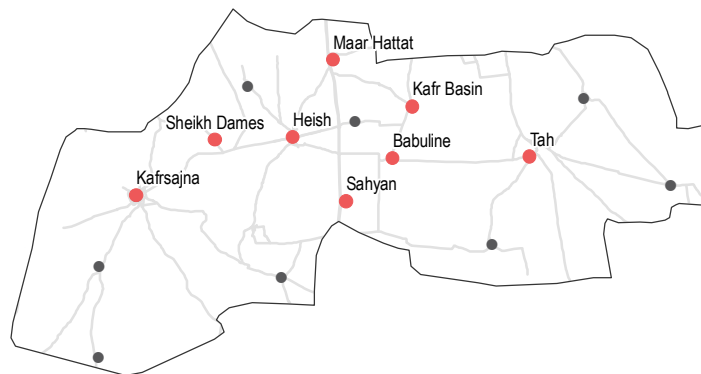 Maar Hattat
Kafr Basin
Sheikh Dames
Heish
Babuline
Tah
Kafrsajna
Sahyan